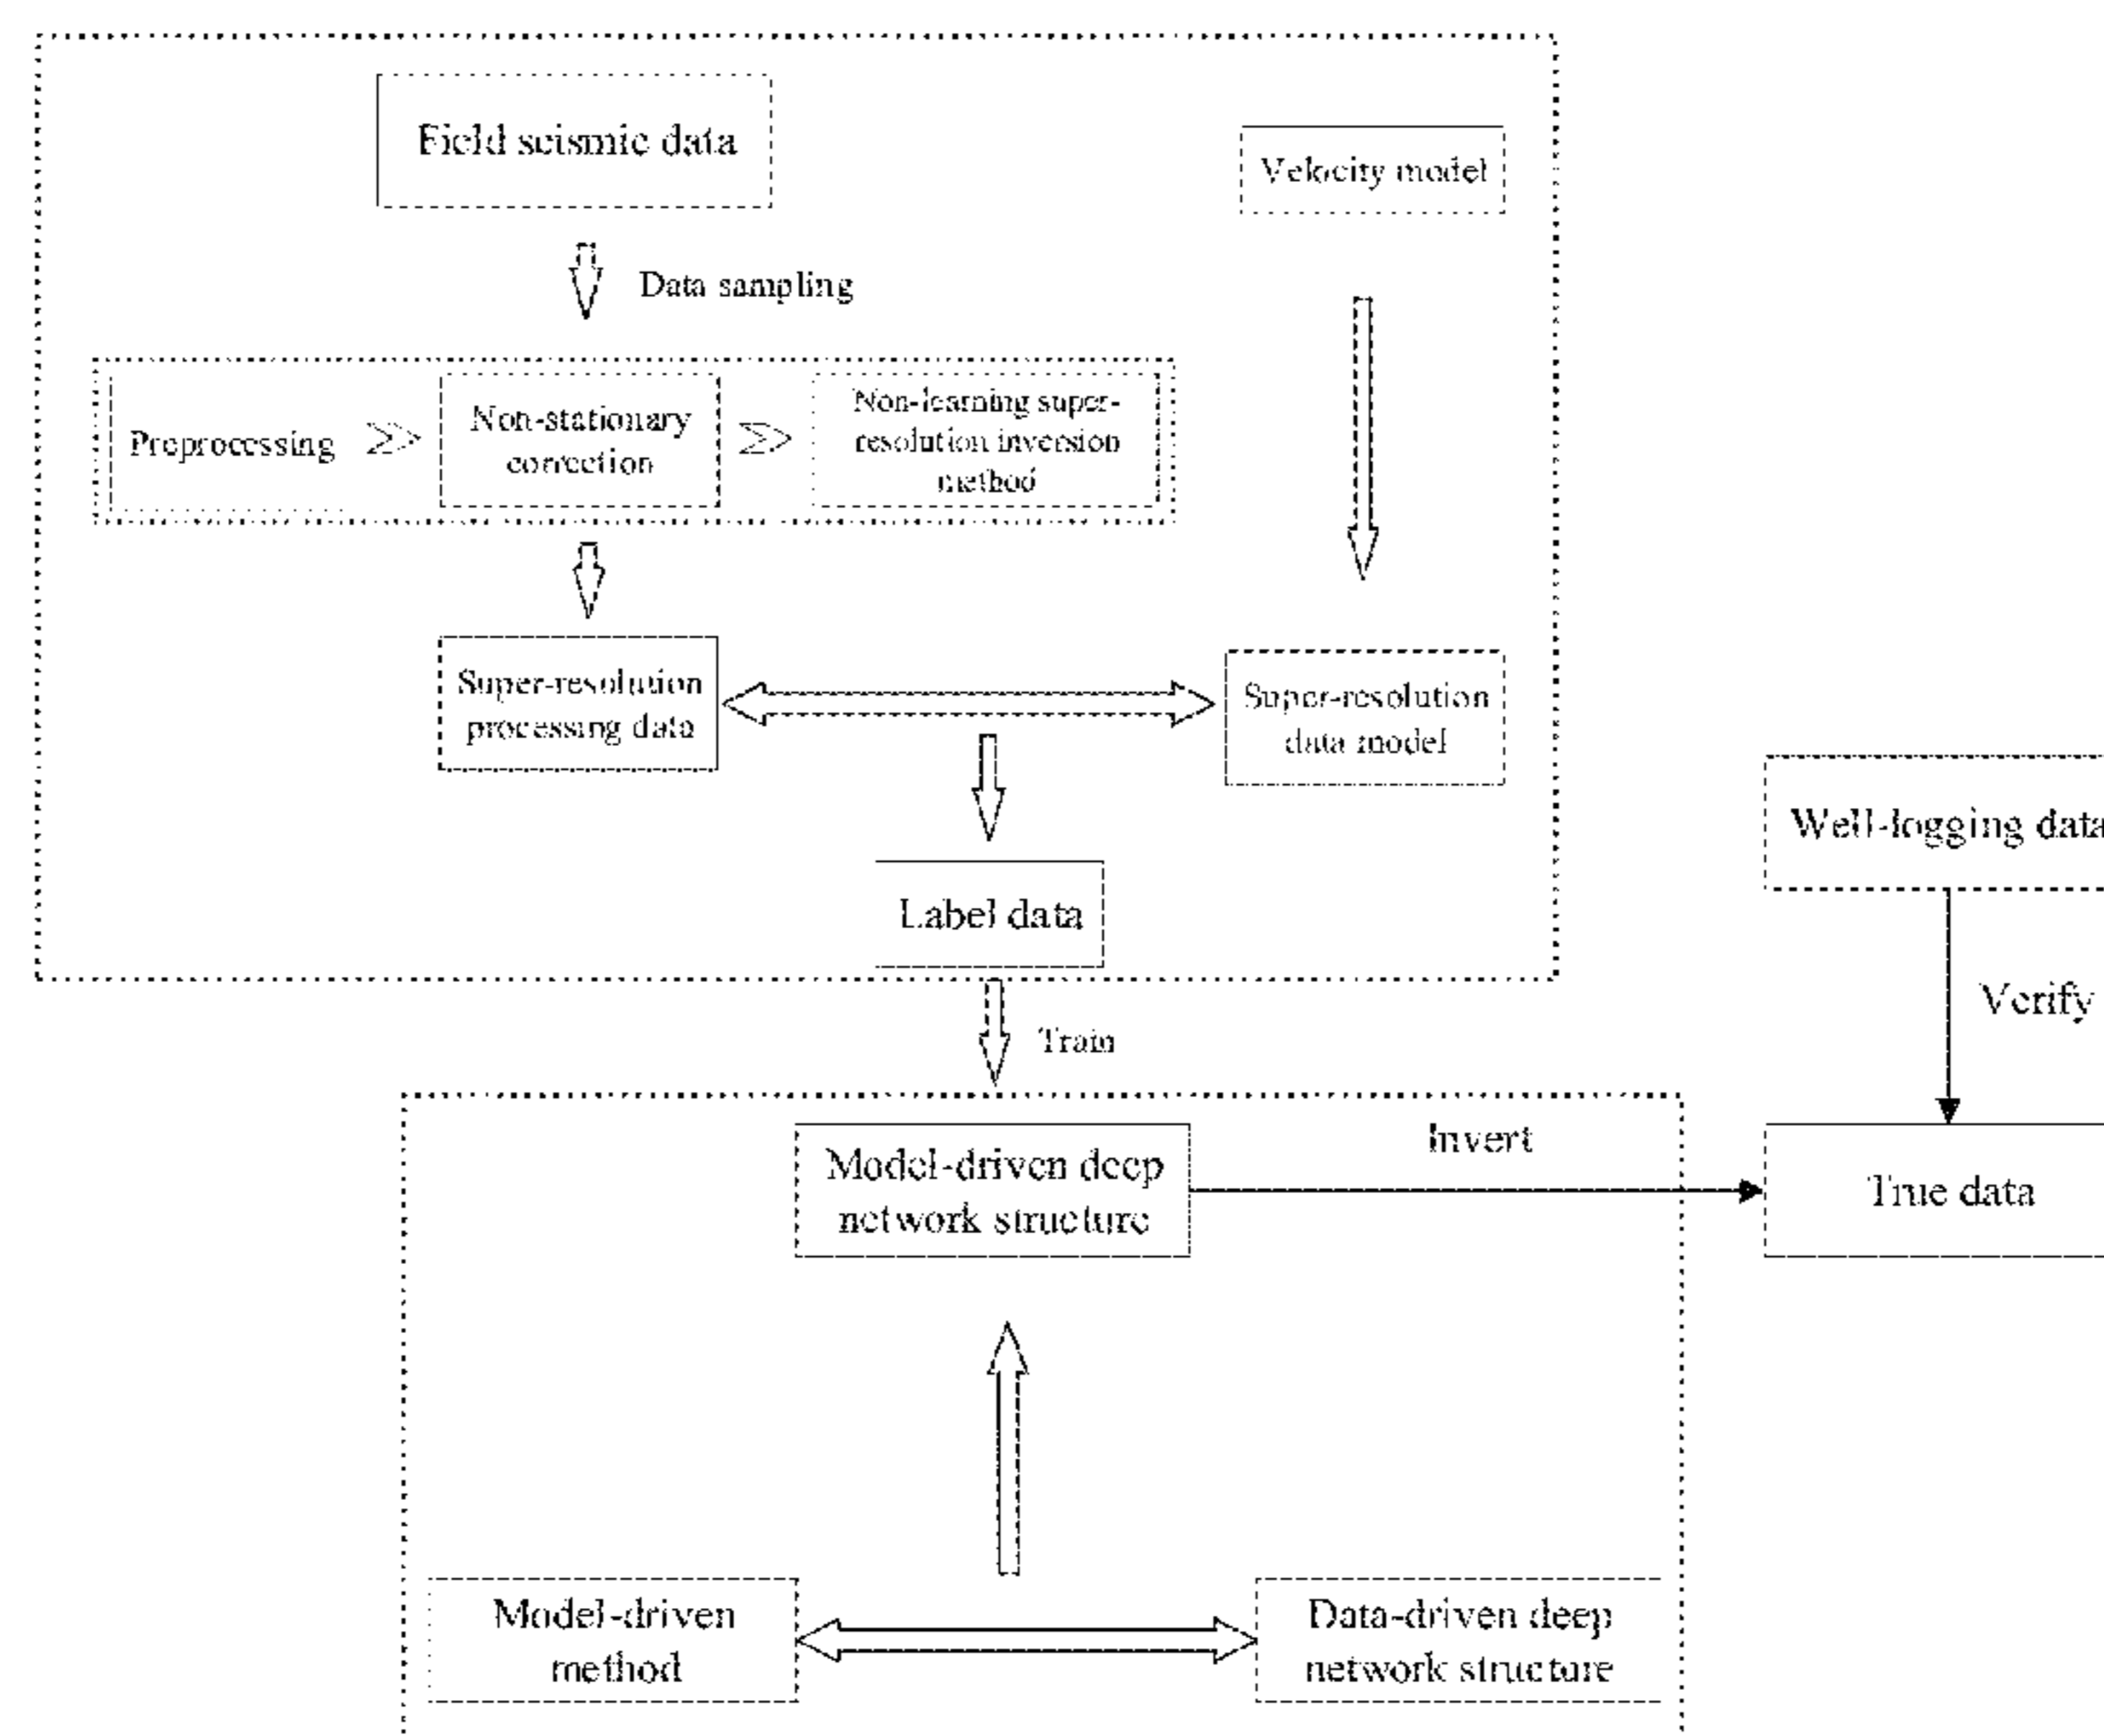 Field seismic data
Velocity model
Data sampling
Preprocessing
Non-stationary
correction
Non-learning super-
resolution inversion
method
Super-resolution
processing data
Super-resolution
data model
Label data
Well-logging data
Verify
Train
Model-driven deep
network structure
Invert
True data
Model-driven
method
Data-driven deep
network structure